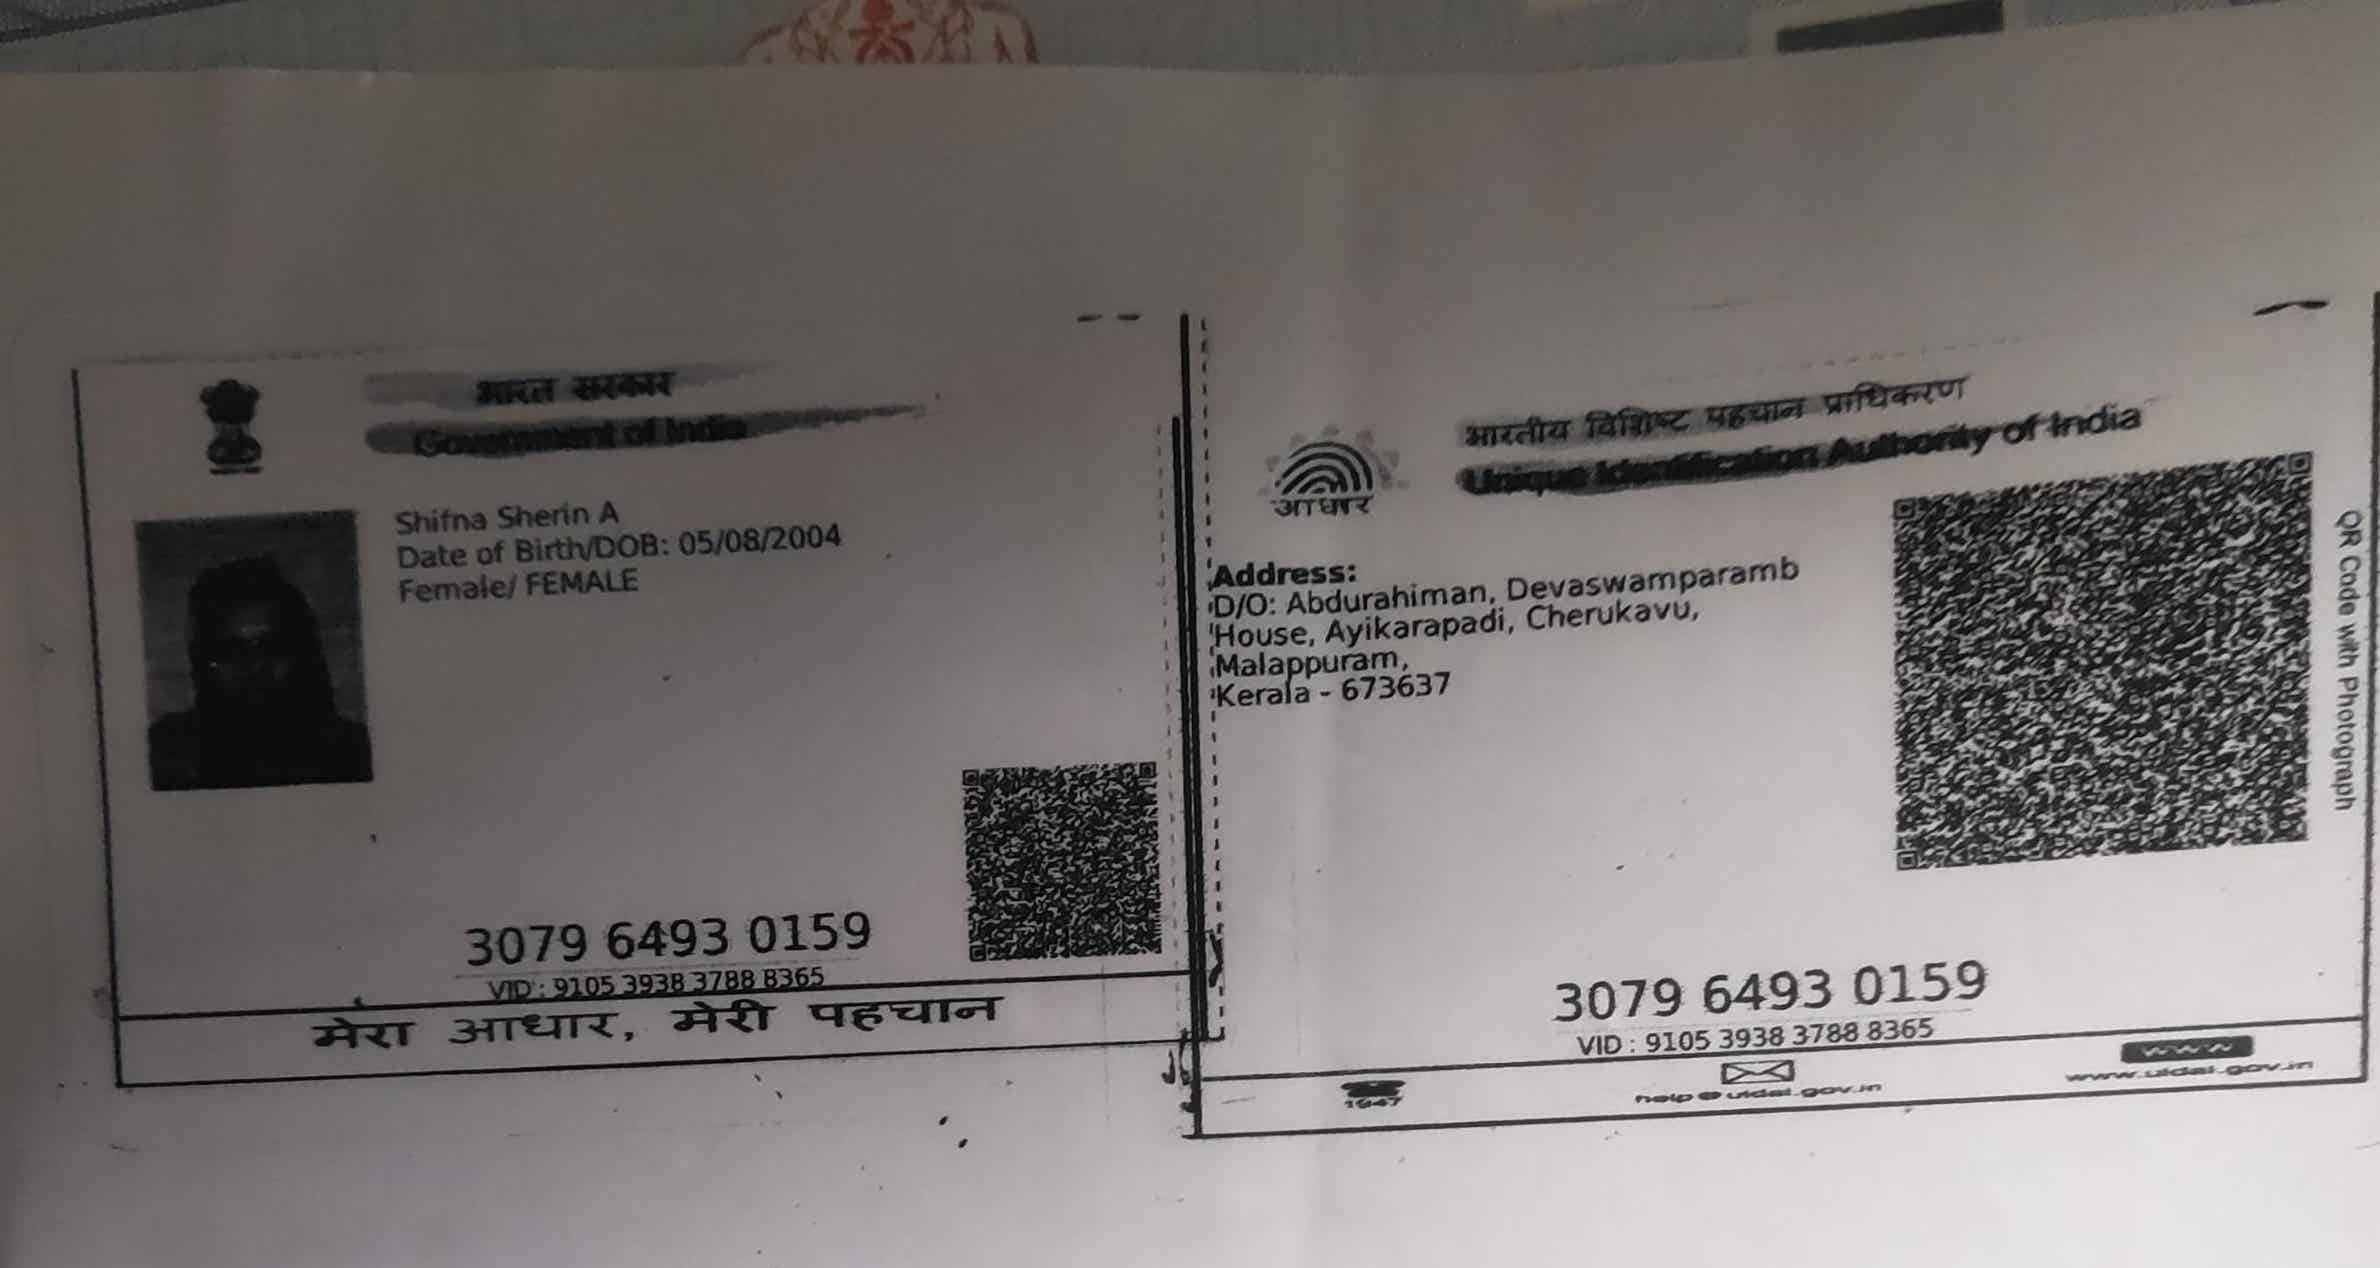 भारत सरकार
Government of India
Shifna Sherin A
Date of Birth/DOB: 05/08/2004
Female/ FEMALE
3079 6493 0159
VID : 9105 3938 3788 8365
मेरा आधार, मेरी पहचान
भारतीय विशिष्ट पहचान प्राधिकरण
Unique Identification Authority of India
आधार
Address:
D/O: Abdurahiman, Devaswamparamb
House, Ayikarapadi, Cherukavu,
Malappuram,
Kerala - 673637
QR Code with Photograph
3079 6493 0159
VID : 9105 3938 3788 8365
1947
help@uidai.gov.in
www
www.uidai.gov.in